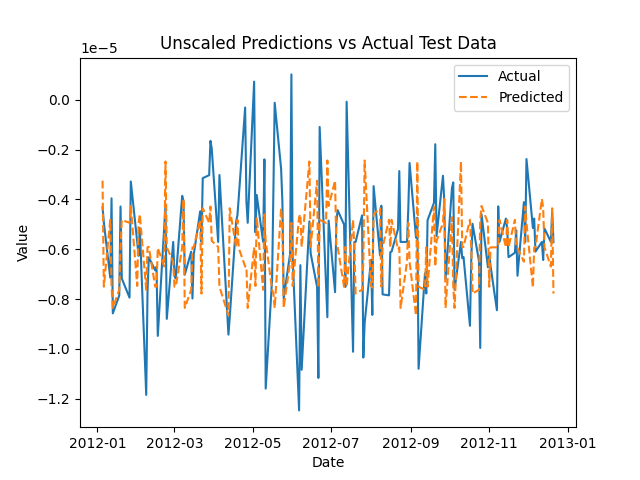 Unscaled Predictions vs Actual Test Data
1e−5
Actual
Predicted
0.0
−0.2
−0.4
−0.6
−0.8
−1.0
−1.2
Value
2012-01 2012-03 2012-05 2012-07 2012-09 2012-11 2013-01
Date